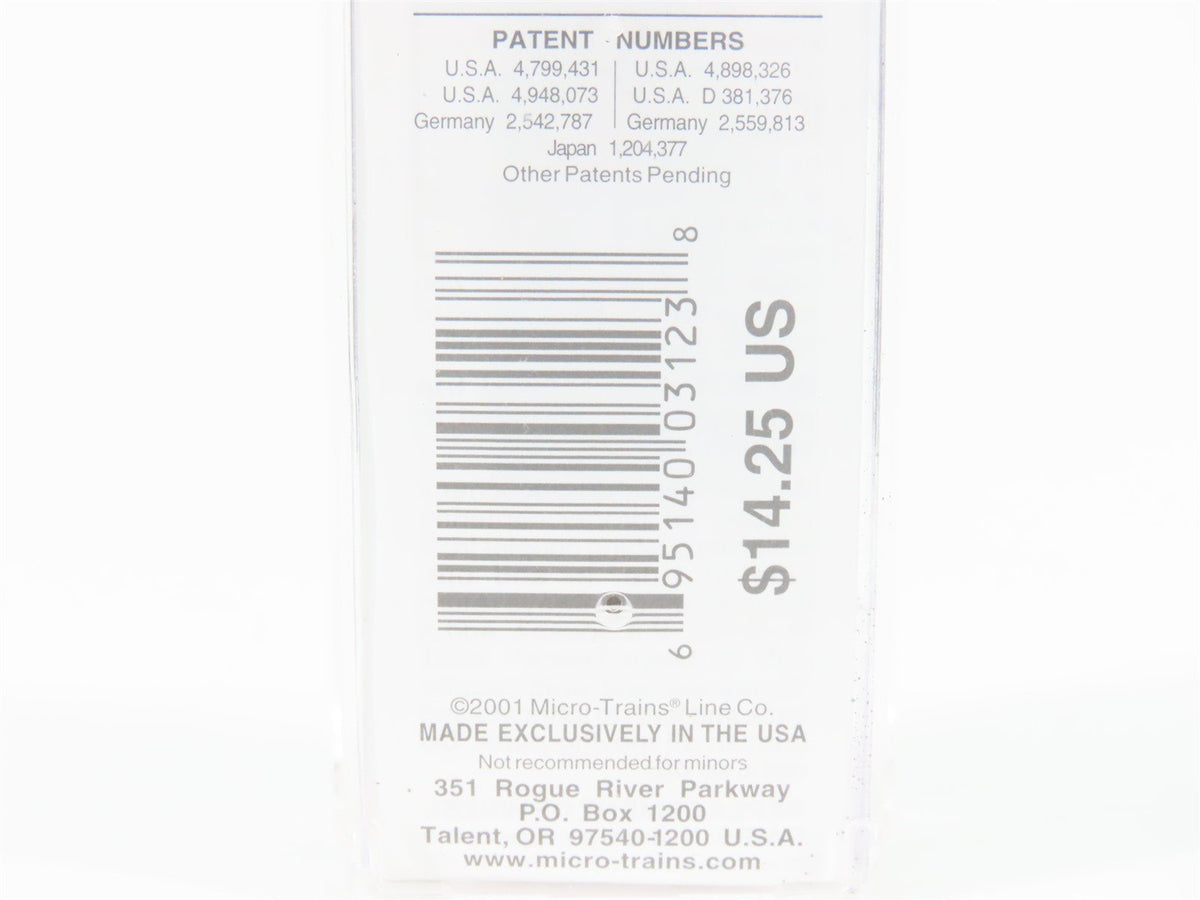 PATENT NUMBERS
U.S.A. 4,799,431 U.S.A. 4,898,326
U.S.A. 4,948,073 U.S.A. D 381,376
Germany 2,542,787 Germany 2,559,813
Japan 1,204,377
Other Patents Pending
6 95140 03123 8
$14.25 US
©2001 Micro-Trains® Line Co.
MADE EXCLUSIVELY IN THE USA
Not recommended for minors
351 Rogue River Parkway
P.O. Box 1200
Talent, OR 97540-1200 U.S.A.
www.micro-trains.com